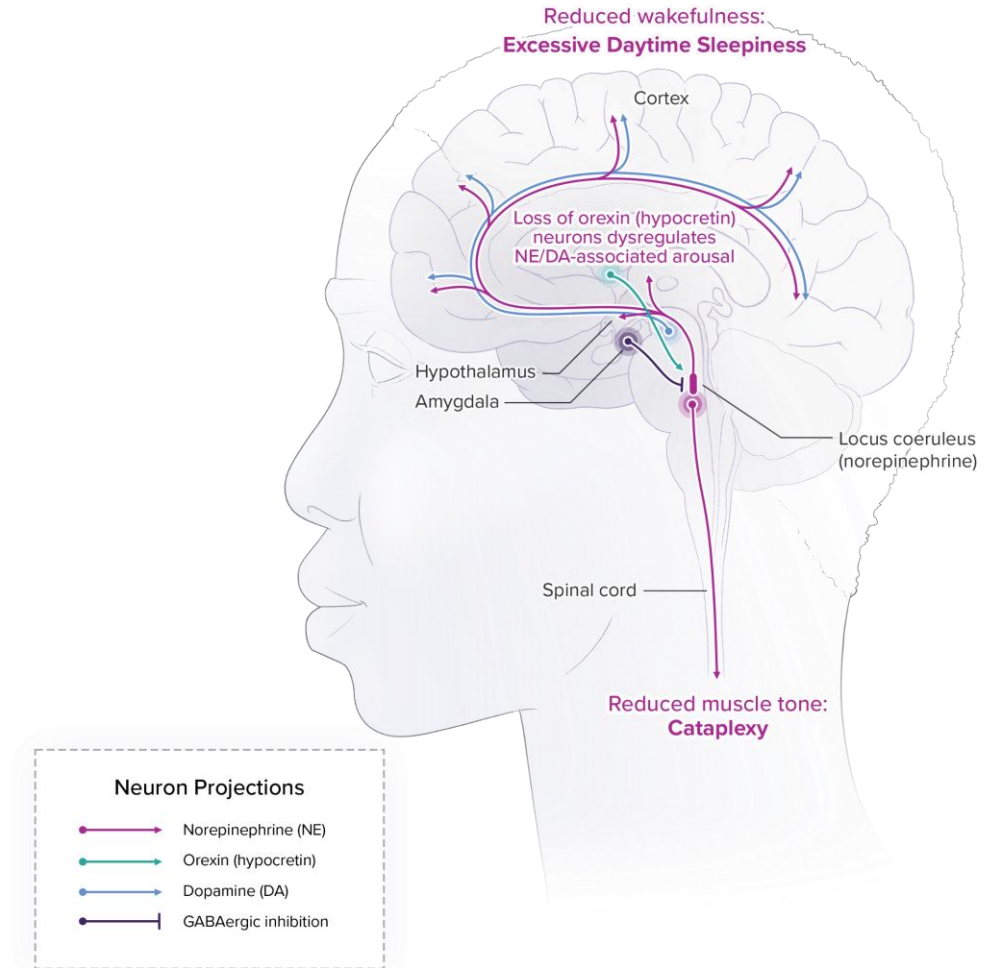 Reduced wakefulness:
Excessive Daytime Sleepiness
Cortex
Loss of orexin (hypocretin)
neurons dysregulates
NE/DA-associated arousal
Hypothalamus
Amygdala
Locus coeruleus
(norepinephrine)
Spinal cord
Reduced muscle tone:
Cataplexy
Neuron Projections
Norepinephrine (NE)
Orexin (hypocretin)
Dopamine (DA)
GABAergic inhibition